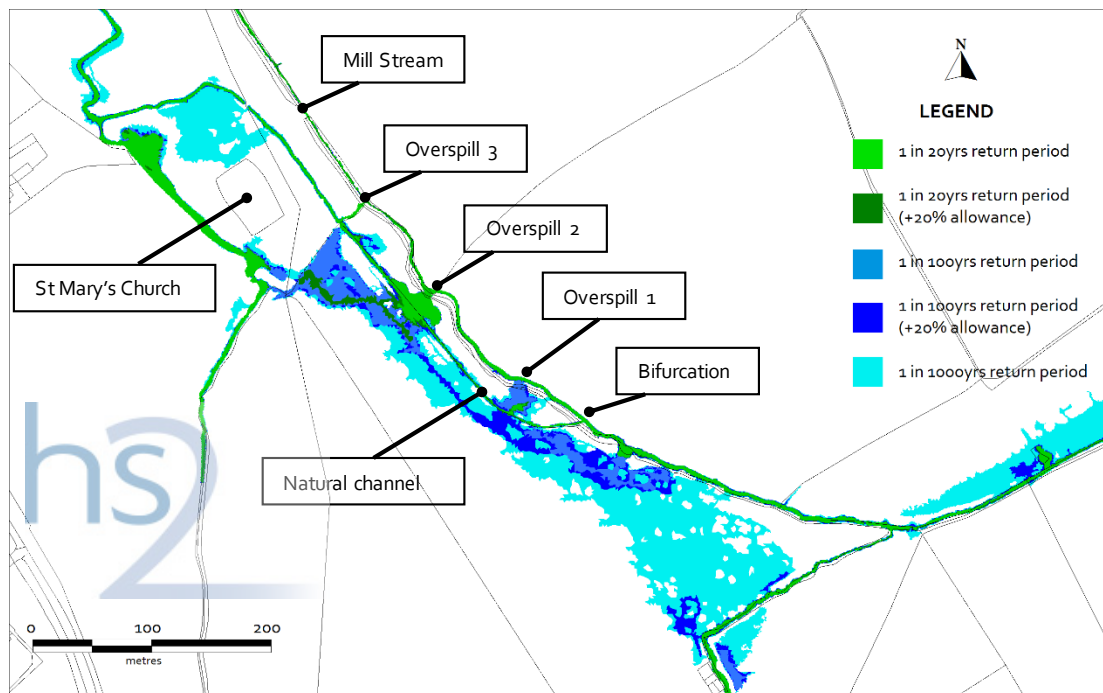 Mill Stream
Overspill 3
Overspill 2
St Mary's Church
Overspill 1
Bifurcation
Natural channel
N
LEGEND
1 in 20yrs return period
1 in 20yrs return period
(+20% allowance)
1 in 100yrs return period
1 in 100yrs return period
(+20% allowance)
1 in 1000yrs return period
hs2
0 100 200
metres